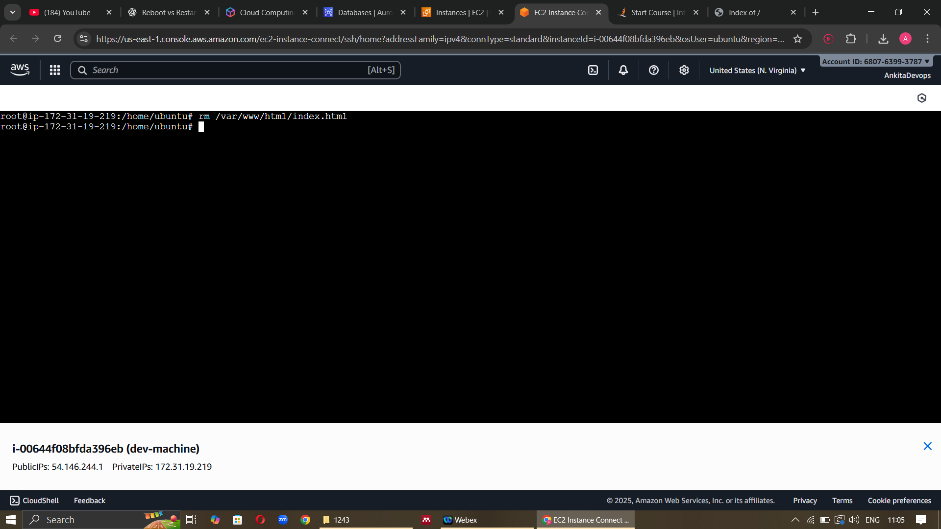 (184) YouTube
Reboot vs Resta
Cloud Computin
Databases | Aur
Instances | EC2 |
EC2 Instance Co
Start Course | Int
Index of /
https://us-east-1.console.aws.amazon.com/ec2-instance-connect/ssh/home?addressFamily=ipv4&connType=standard&instanceId=i-00644f08bfda396eb&osUser=ubuntu&region=...
A
aws
Search
[Alt+S]
United States (N. Virginia)
Account ID: 6807-6399-3787
AnkitaDevops
root@ip-172-31-19-219:/home/ubuntu# rm /var/www/html/index.html
root@ip-172-31-19-219:/home/ubuntu#
i-00644f08bfda396eb (dev-machine)
PublicIPs: 54.146.244.1 PrivateIPs: 172.31.19.219
CloudShell Feedback
© 2025, Amazon Web Services, Inc. or its affiliates. Privacy Terms Cookie preferences
Search
1243
Webex
EC2 Instance Connect ...
ENG 11:05